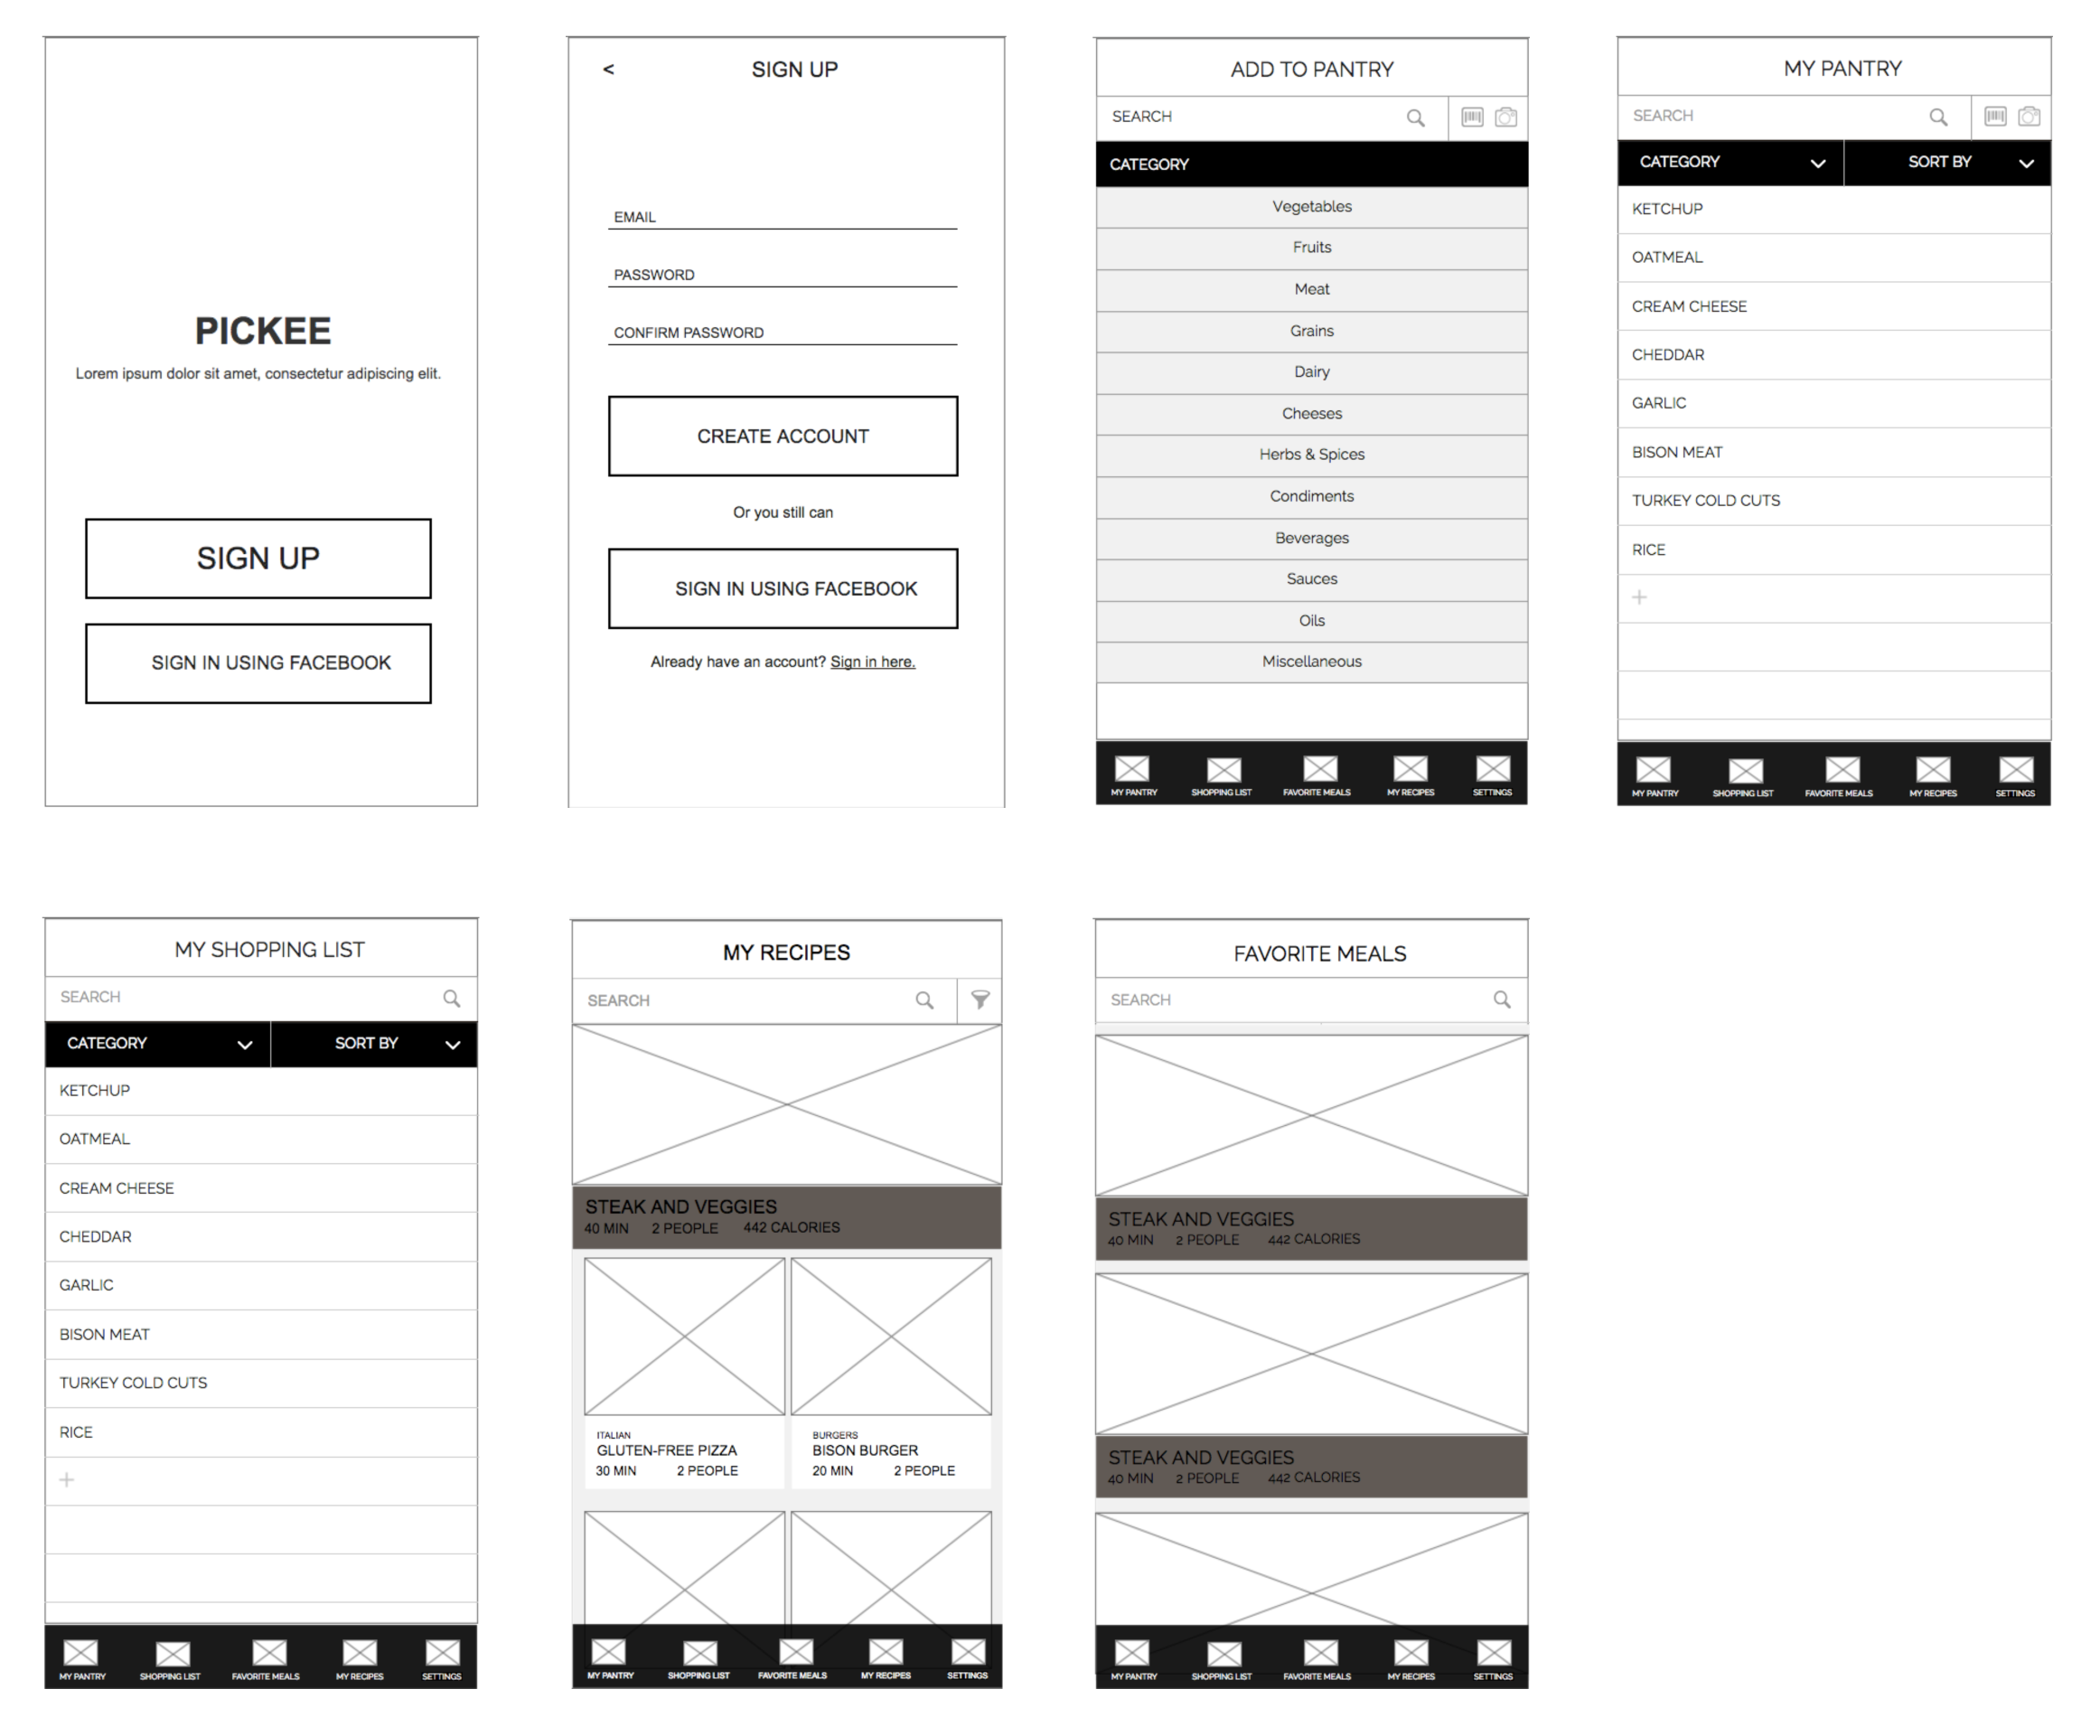 PICKEE
Lorem ipsum dolor sit amet, consectetur adipiscing elit.
SIGN UP
SIGN IN USING FACEBOOK
< SIGN UP
EMAIL
PASSWORD
CONFIRM PASSWORD
CREATE ACCOUNT
Or you still can
SIGN IN USING FACEBOOK
Already have an account? Sign in here.
ADD TO PANTRY
SEARCH
CATEGORY
Vegetables
Fruits
Meat
Grains
Dairy
Cheeses
Herbs & Spices
Condiments
Beverages
Sauces
Oils
Miscellaneous
MY PANTRY SHOPPING LIST FAVORITE MEALS MY RECIPES SETTINGS
MY PANTRY
SEARCH
CATEGORY SORT BY
KETCHUP
OATMEAL
CREAM CHEESE
CHEDDAR
GARLIC
BISON MEAT
TURKEY COLD CUTS
RICE
+
MY PANTRY SHOPPING LIST FAVORITE MEALS MY RECIPES SETTINGS
MY SHOPPING LIST
SEARCH
CATEGORY SORT BY
KETCHUP
OATMEAL
CREAM CHEESE
CHEDDAR
GARLIC
BISON MEAT
TURKEY COLD CUTS
RICE
+
MY PANTRY SHOPPING LIST FAVORITE MEALS MY RECIPES SETTINGS
MY RECIPES
SEARCH
STEAK AND VEGGIES
40 MIN 2 PEOPLE 442 CALORIES
ITALIAN
GLUTEN-FREE PIZZA
30 MIN 2 PEOPLE
BURGERS
BISON BURGER
20 MIN 2 PEOPLE
MY PANTRY SHOPPING LIST FAVORITE MEALS MY RECIPES SETTINGS
FAVORITE MEALS
SEARCH
STEAK AND VEGGIES
40 MIN 2 PEOPLE 442 CALORIES
STEAK AND VEGGIES
40 MIN 2 PEOPLE 442 CALORIES
MY PANTRY SHOPPING LIST FAVORITE MEALS MY RECIPES SETTINGS